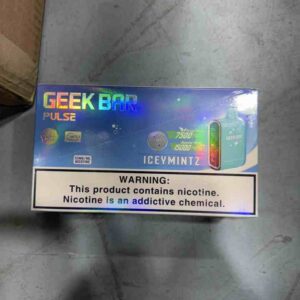 GEEK BAR
PULSE
7500
15000
ICEYMINTZ
WARNING:
This product contains nicotine.
Nicotine is an addictive chemical.